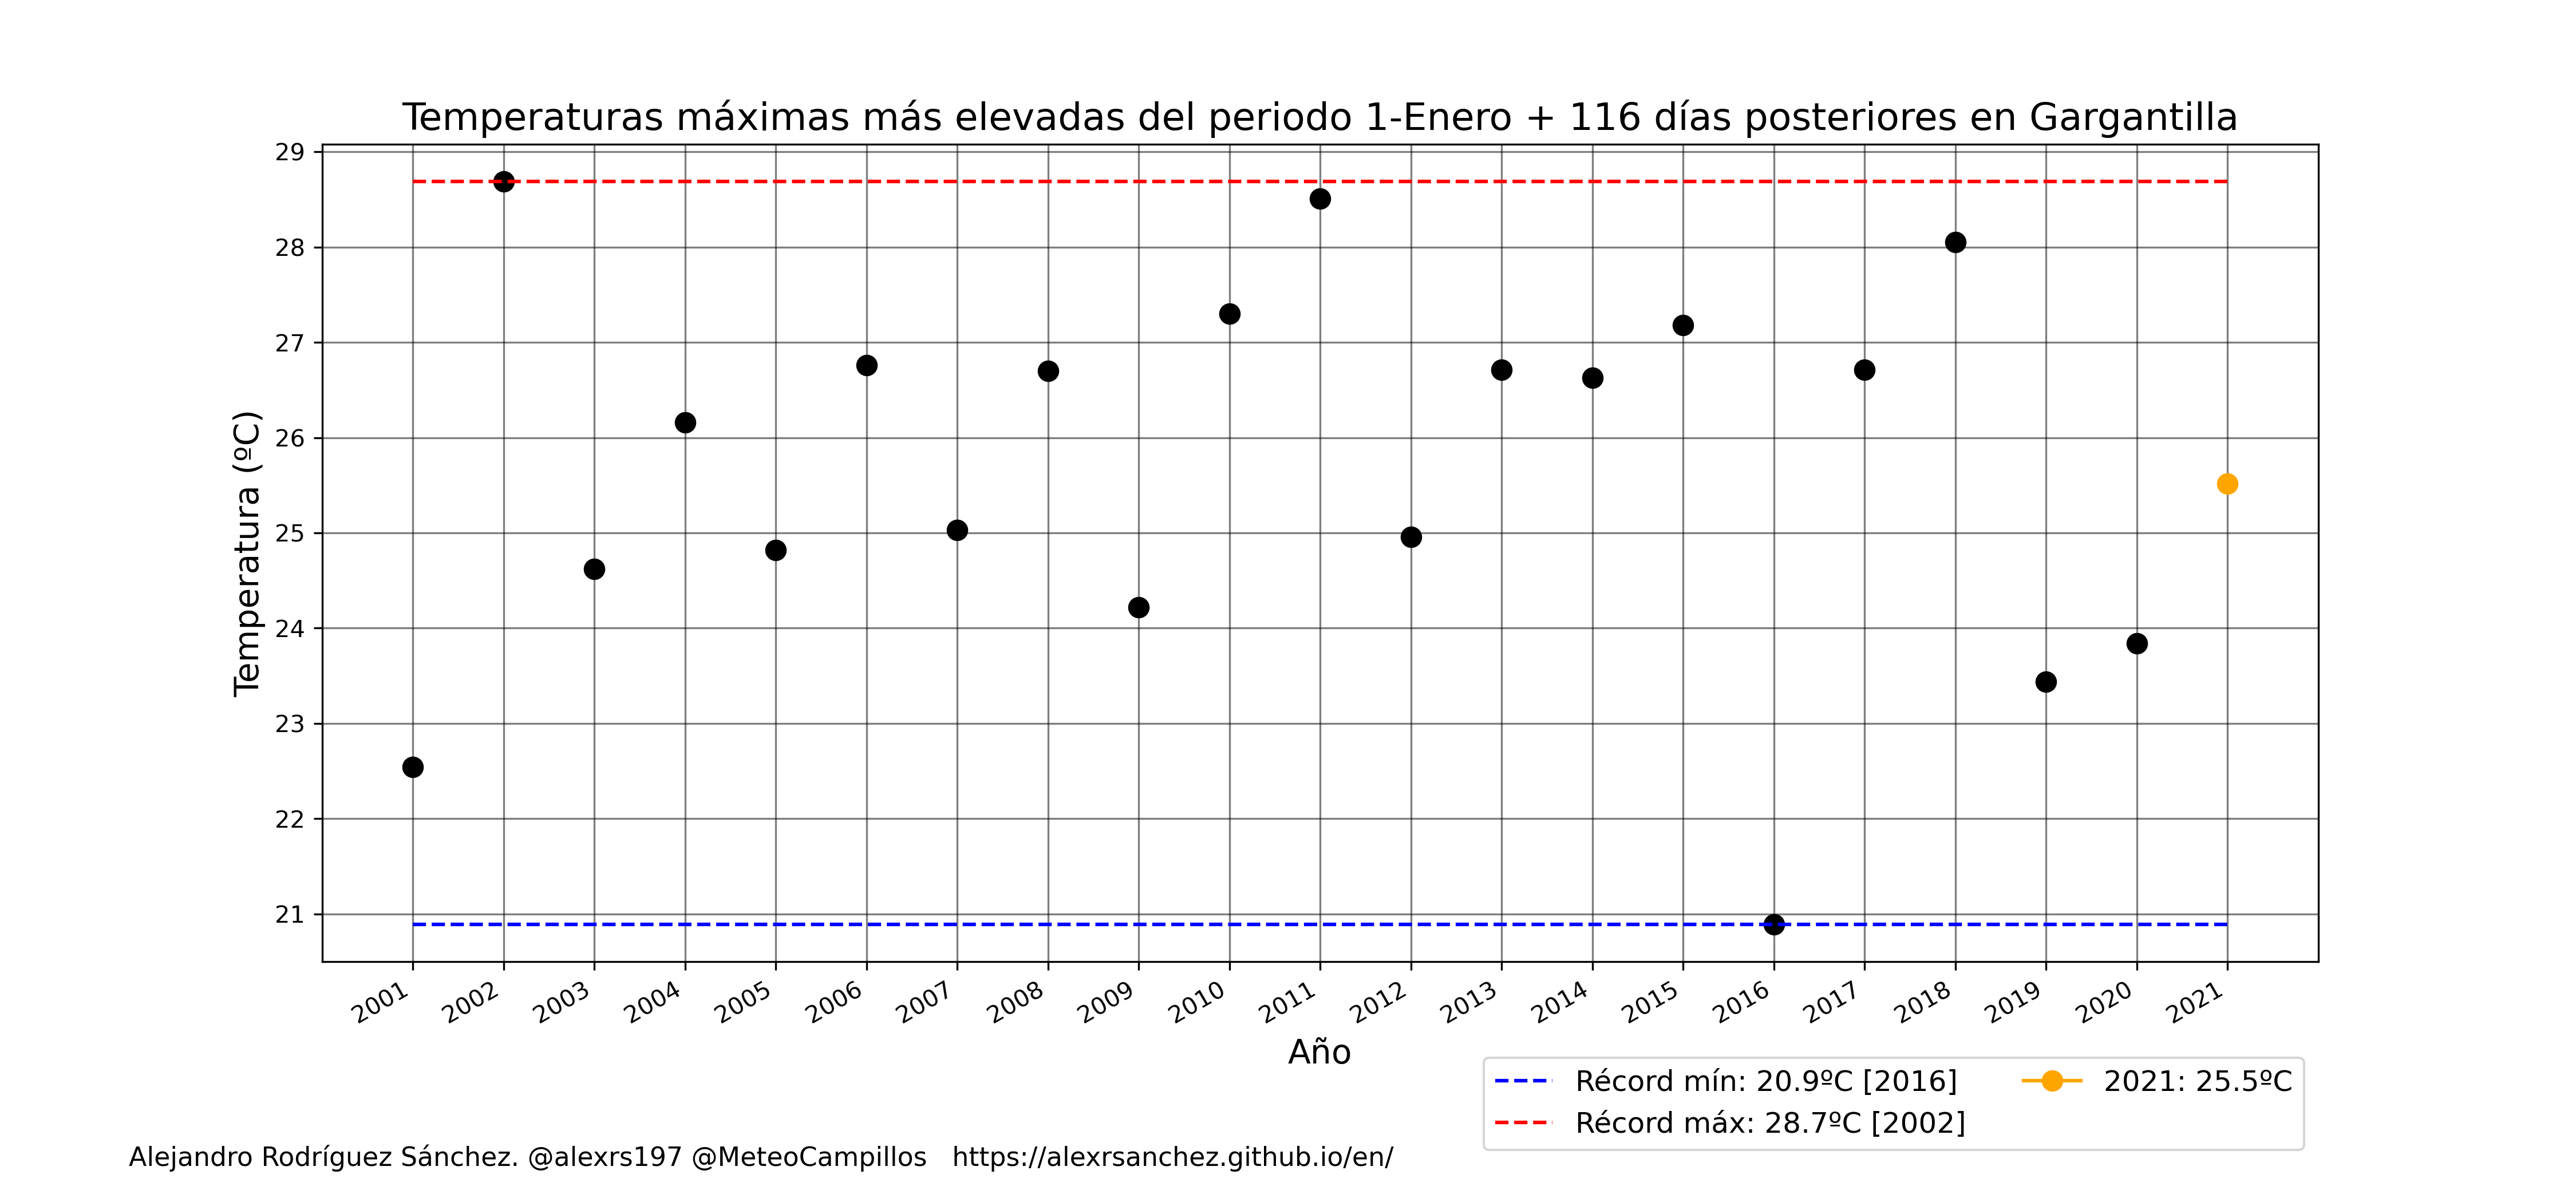 Temperaturas máximas más elevadas del periodo 1-Enero + 116 días posteriores en Gargantilla
Temperatura (ºC)
29
28
27
26
25
24
23
22
21
2001 2002 2003 2004 2005 2006 2007 2008 2009 2010 2011 2012 2013 2014 2015 2016 2017 2018 2019 2020 2021
Año
Récord mín: 20.9ºC [2016]
Récord máx: 28.7ºC [2002]
2021: 25.5ºC
Alejandro Rodríguez Sánchez. @alexrs197 @MeteoCampillos https://alexrsanchez.github.io/en/